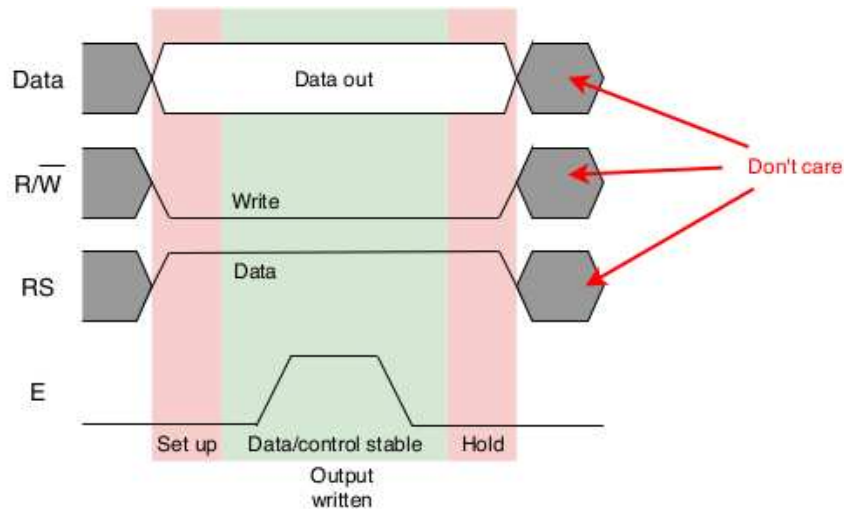 Data
Data out
R/W̅
Write
Don't care
RS
Data
E
Set up
Data/control stable
Hold
Output
written